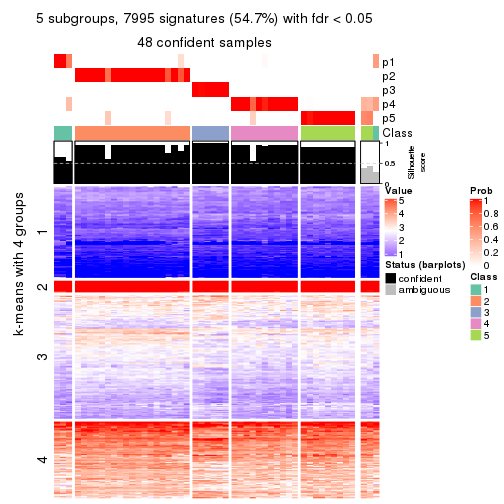 5 subgroups, 7995 signatures (54.7%) with fdr < 0.05
48 confident samples
p1
p2
p3
p4
p5
Class
1
0.5
0
Silhouette
score
k-means with 4 groups
1
2
3
4
Value
5
4
3
2
1
Status (barplots)
confident
ambiguous
Prob
1
0.8
0.6
0.4
0.2
0
Class
1
2
3
4
5